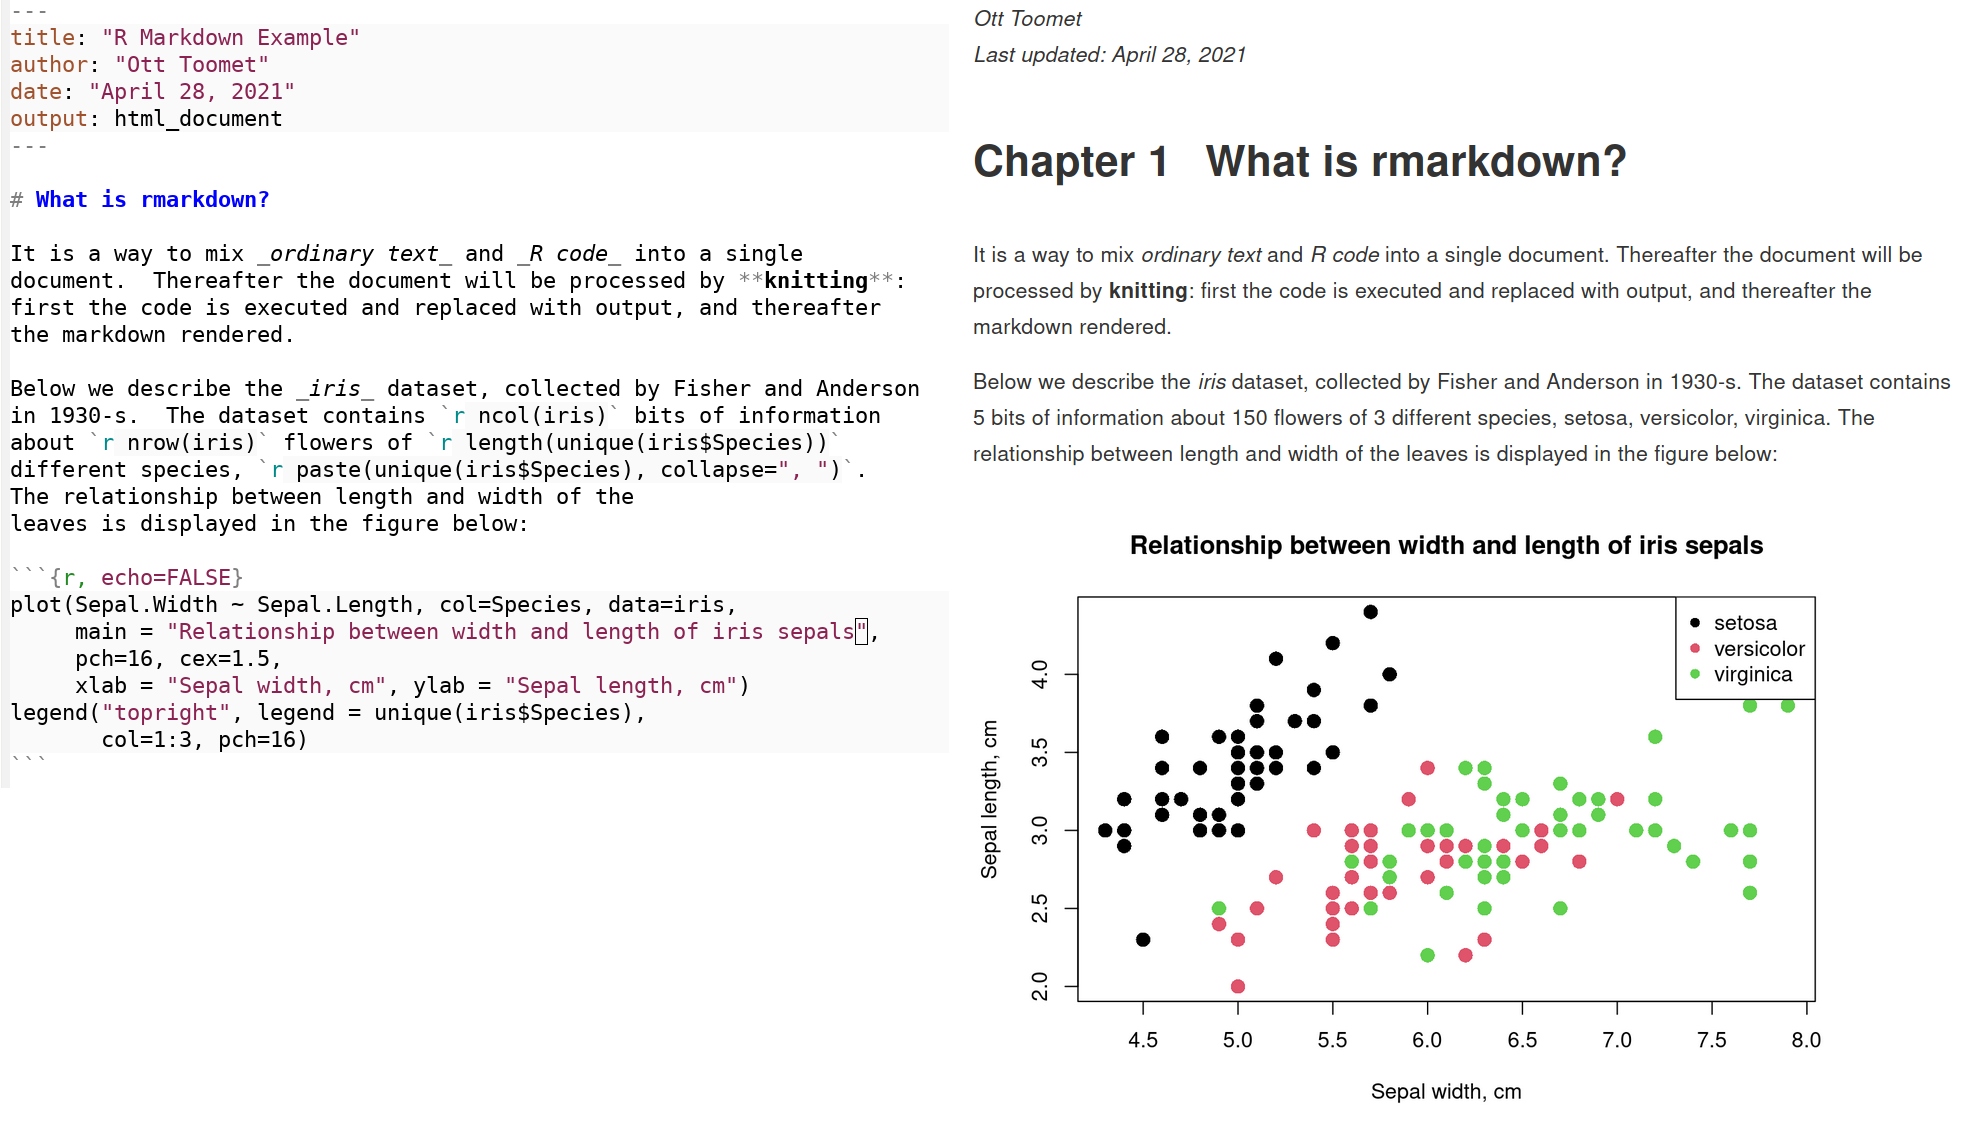 ---
title: "R Markdown Example"
author: "Ott Toomet"
date: "April 28, 2021"
output: html_document
---
# What is rmarkdown?
It is a way to mix _ordinary text_ and _R code_ into a single
document.  Thereafter the document will be processed by **knitting**:
first the code is executed and replaced with output, and thereafter
the markdown rendered.
Below we describe the _iris_ dataset, collected by Fisher and Anderson
in 1930-s.  The dataset contains `r ncol(iris)` bits of information
about `r nrow(iris)` flowers of `r length(unique(iris$Species))`
different species, `r paste(unique(iris$Species), collapse=", ")`.
The relationship between length and width of the
leaves is displayed in the figure below:
```{r, echo=FALSE}
plot(Sepal.Width ~ Sepal.Length, col=Species, data=iris,
     main = "Relationship between width and length of iris sepals",
     pch=16, cex=1.5,
     xlab = "Sepal width, cm", ylab = "Sepal length, cm")
legend("topright", legend = unique(iris$Species),
       col=1:3, pch=16)
```
Ott Toomet
Last updated: April 28, 2021
Chapter 1 What is rmarkdown?
It is a way to mix ordinary text and R code into a single document. Thereafter the document will be
processed by knitting: first the code is executed and replaced with output, and thereafter the
markdown rendered.
Below we describe the iris dataset, collected by Fisher and Anderson in 1930-s. The dataset contains
5 bits of information about 150 flowers of 3 different species, setosa, versicolor, virginica. The
relationship between length and width of the leaves is displayed in the figure below:
Relationship between width and length of iris sepals
setosa
versicolor
virginica
Sepal length, cm
4.0
3.5
3.0
2.5
2.0
4.5 5.0 5.5 6.0 6.5 7.0 7.5 8.0
Sepal width, cm